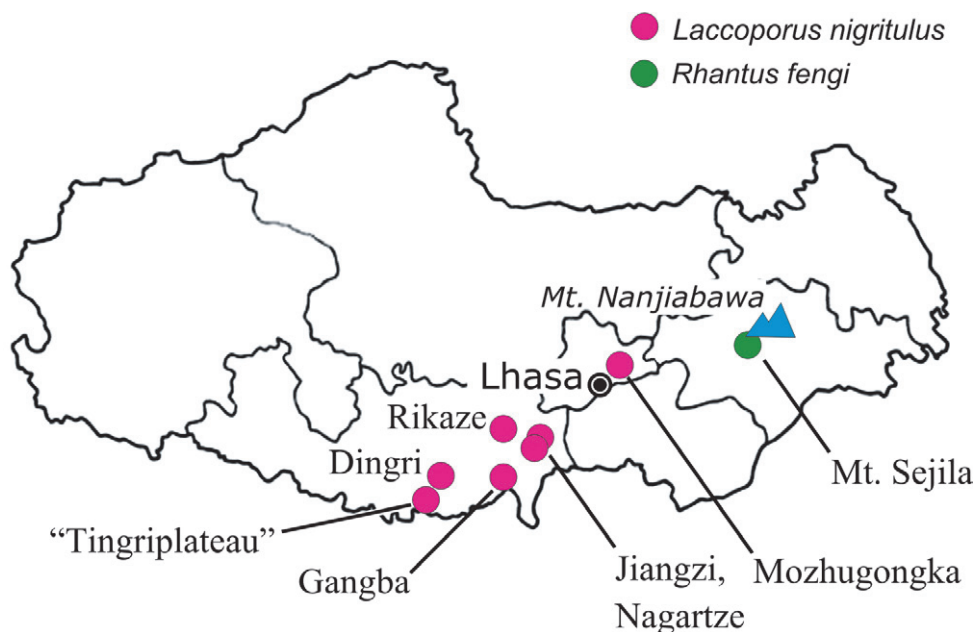 Laccoporus nigritulus
Rhantus fengi
Mt. Nanjiabawa
Lhasa
Rikaze
Dingri
Mt. Sejila
“Tingriplateau”
Gangba
Jiangzi,
Nagartze
Mozhugongka